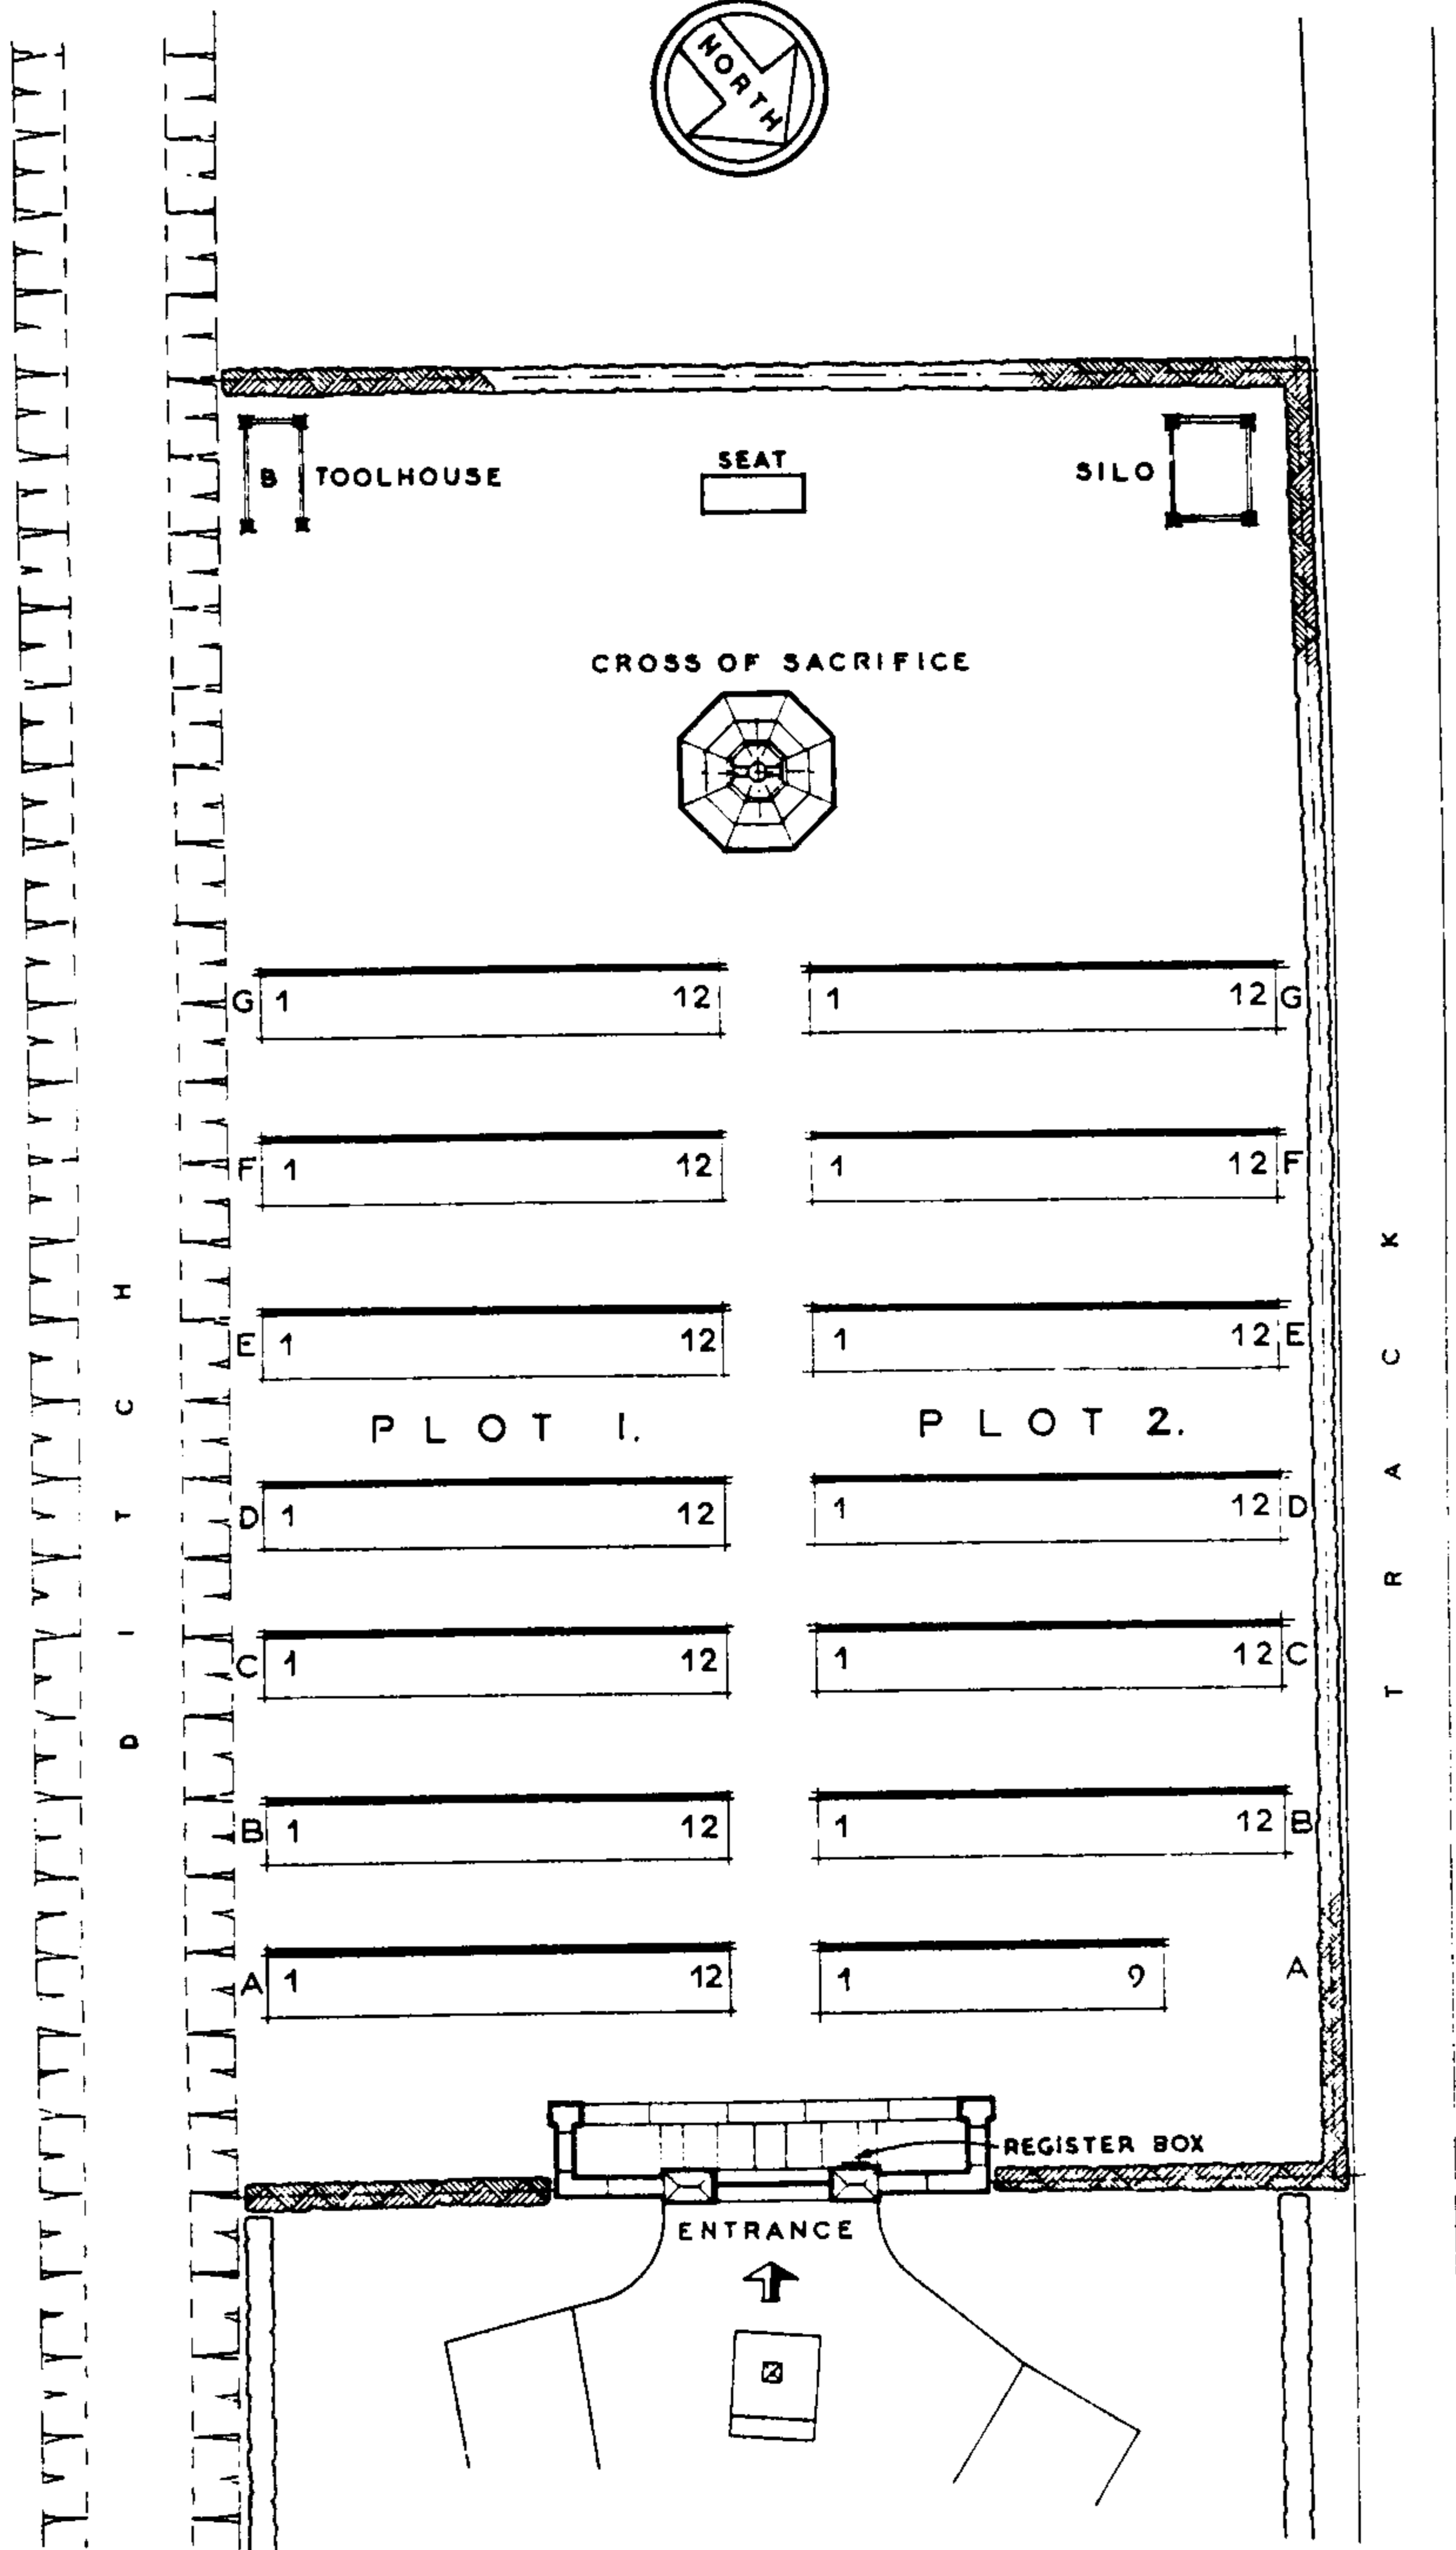 NORTH
SEAT
B TOOLHOUSE
SILO
CROSS OF SACRIFICE
G 1 12 1 12 G
F 1 12 1 12 F
E 1 12 1 12 E
PLOT 1. PLOT 2.
D 1 12 1 12 D
C 1 12 1 12 C
B 1 12 1 12 B
A 1 12 1 9 A
DITCH
TRACK
REGISTER BOX
ENTRANCE